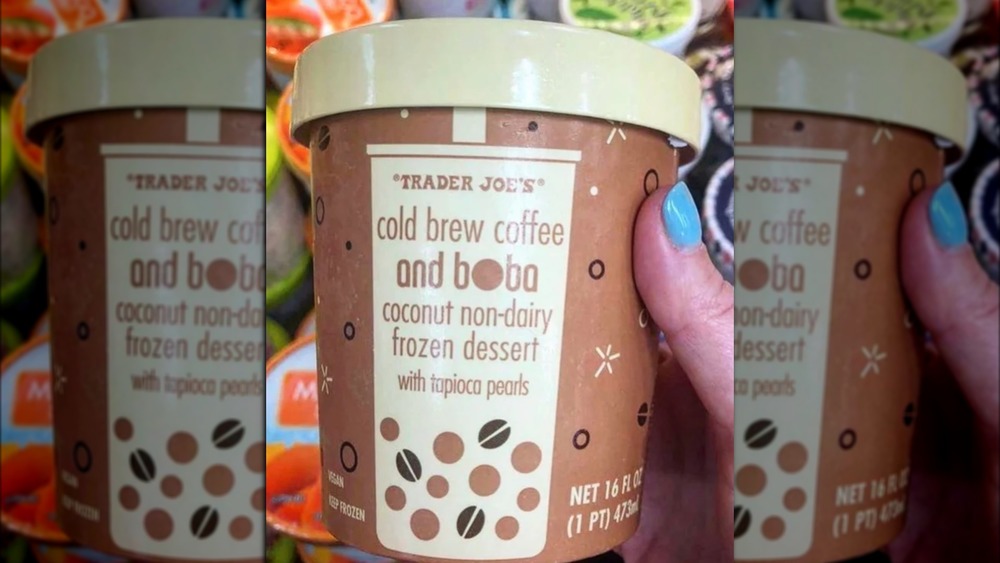 "TRADER JOE'S"
cold brew coffee
and boba
coconut non-dairy
frozen dessert
with tapioca pearls
VEGAN
KEEP FROZEN
NET 16 FL OZ
(1 PT) 473mL